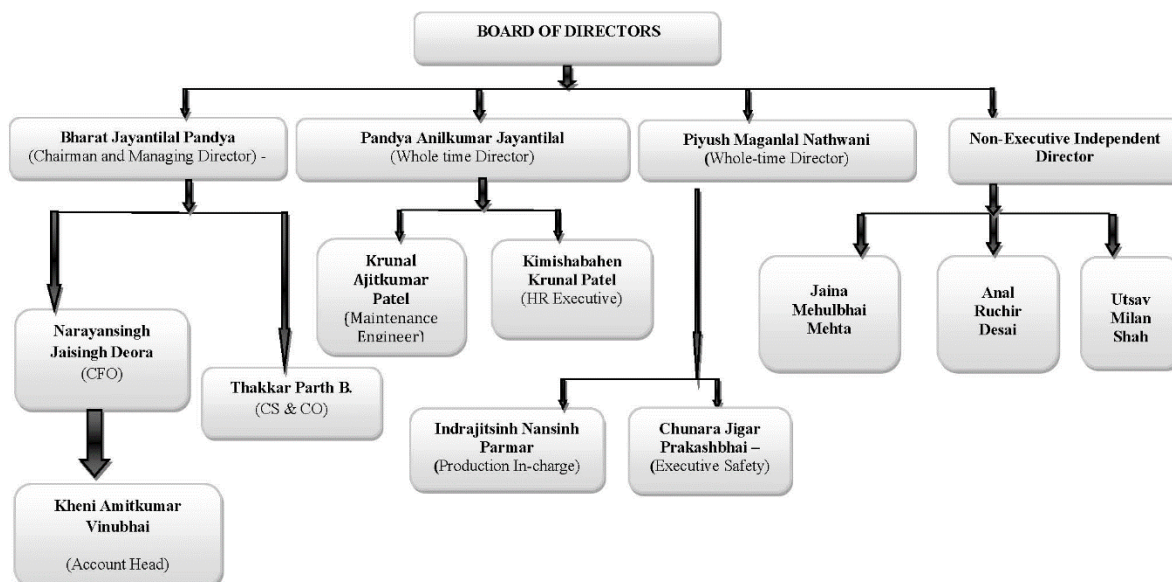 BOARD OF DIRECTORS
Bharat Jayantilal Pandya
(Chairman and Managing Director) -
Pandya Anilkumar Jayantilal
(Whole time Director)
Piyush Maganlal Nathwani
(Whole-time Director)
Non-Executive Independent
Director
Krunal
Ajitkumar
Patel
(Maintenance
Engineer)
Kimishabahen
Krunal Patel
(HR Executive)
Jaina
Mehulbhai
Mehta
Anal
Ruchir
Desai
Utsav
Milan
Shah
Narayansingh
Jaisingh Deora
(CFO)
Thakkar Parth B.
(CS & CO)
Indrajitsinh Nansinh
Parmar
(Production In-charge)
Chunara Jigar
Prakashbhai –
(Executive Safety)
Kheni Amitkumar
Vinubhai
(Account Head)